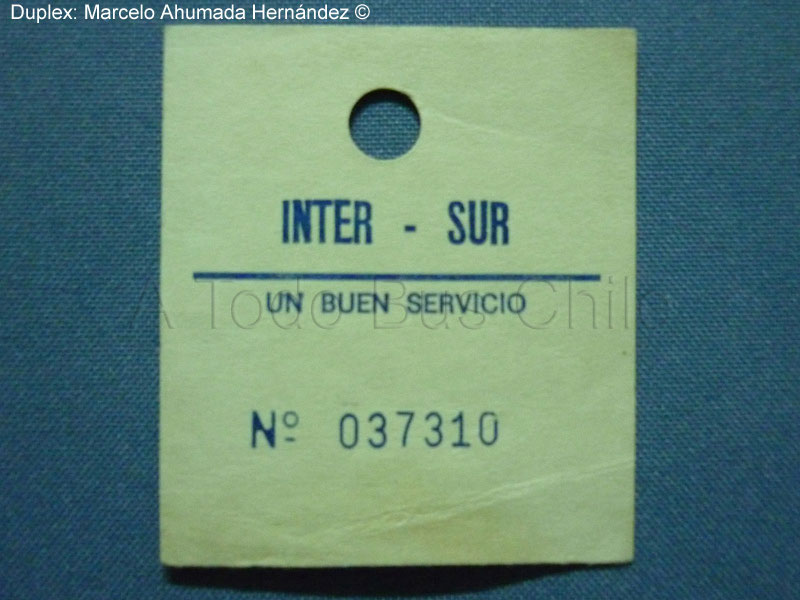 Duplex: Marcelo Ahumada Hernández ©
INTER - SUR
UN BUEN SERVICIO
A Todo Bus Chile
Nº 037310